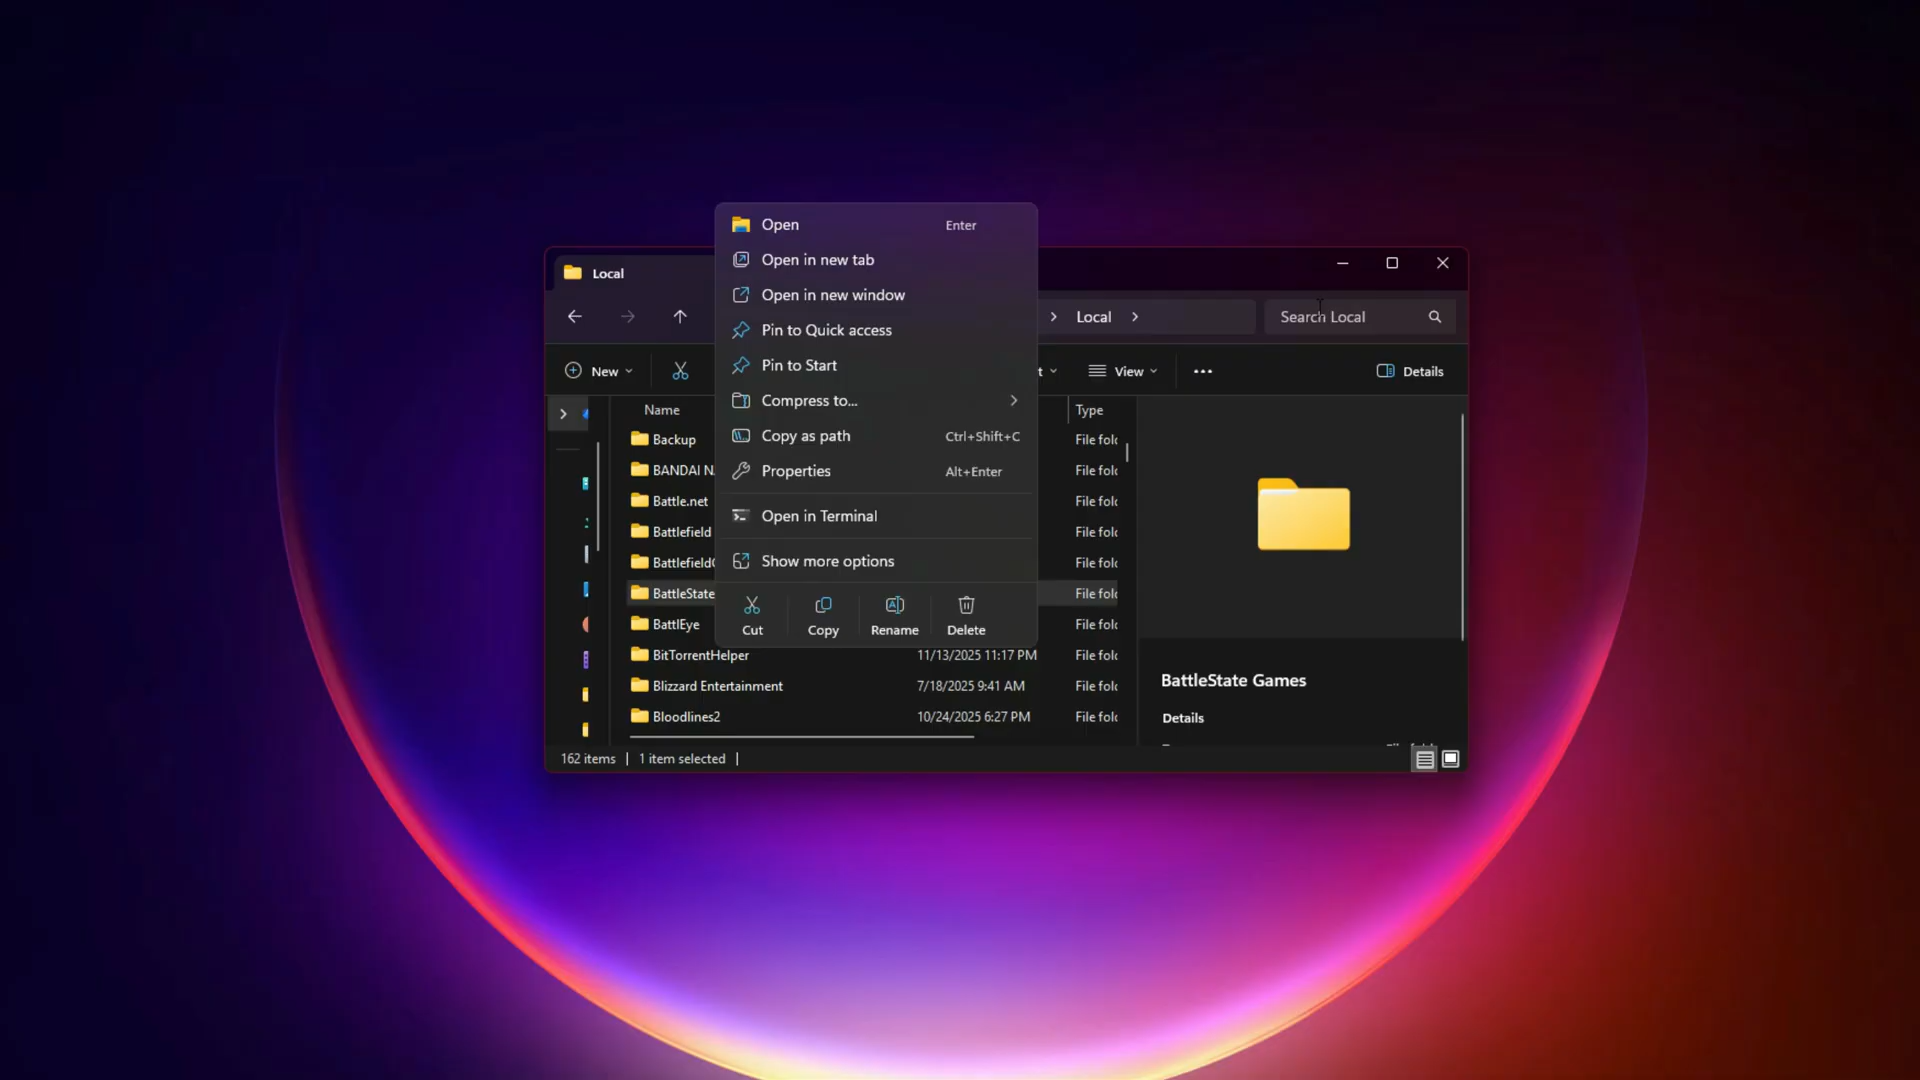 Open Enter
Open in new tab
Open in new window
Pin to Quick access
Pin to Start
Compress to...
Copy as path Ctrl+Shift+C
Properties Alt+Enter
Open in Terminal
Show more options
Cut Copy Rename Delete
Local
Local
Search Local
New
View
Details
Name Type
Backup
BANDAI
Battle.net
Battlefield
BattleState
BattlEye
BitTorrentHelper 11/13/2025 11:17 PM
Blizzard Entertainment 7/18/2025 9:41 AM
Bloodlines2 10/24/2025 6:27 PM
BattleState Games
Details
162 items 1 item selected